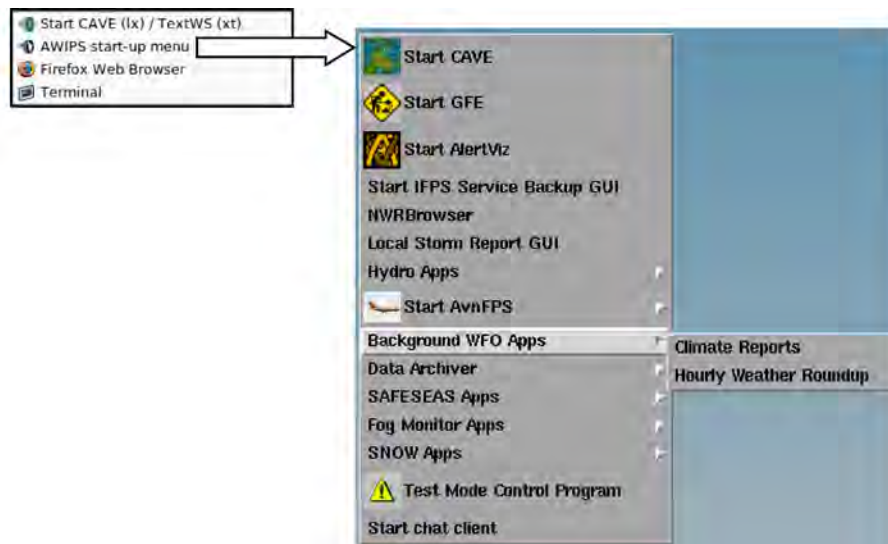 Start CAVE (lx) / TextWS (xt)
AWIPS start-up menu
Firefox Web Browser
Terminal
Start CAVE
Start GFE
Start AlertViz
Start IFPS Service Backup GUI
NWRBrowser
Local Storm Report GUI
Hydro Apps
Start AvnFPS
Background WFO Apps
Climate Reports
Hourly Weather Roundup
Data Archiver
SAFESEAS Apps
Fog Monitor Apps
SNOW Apps
Test Mode Control Program
Start chat client